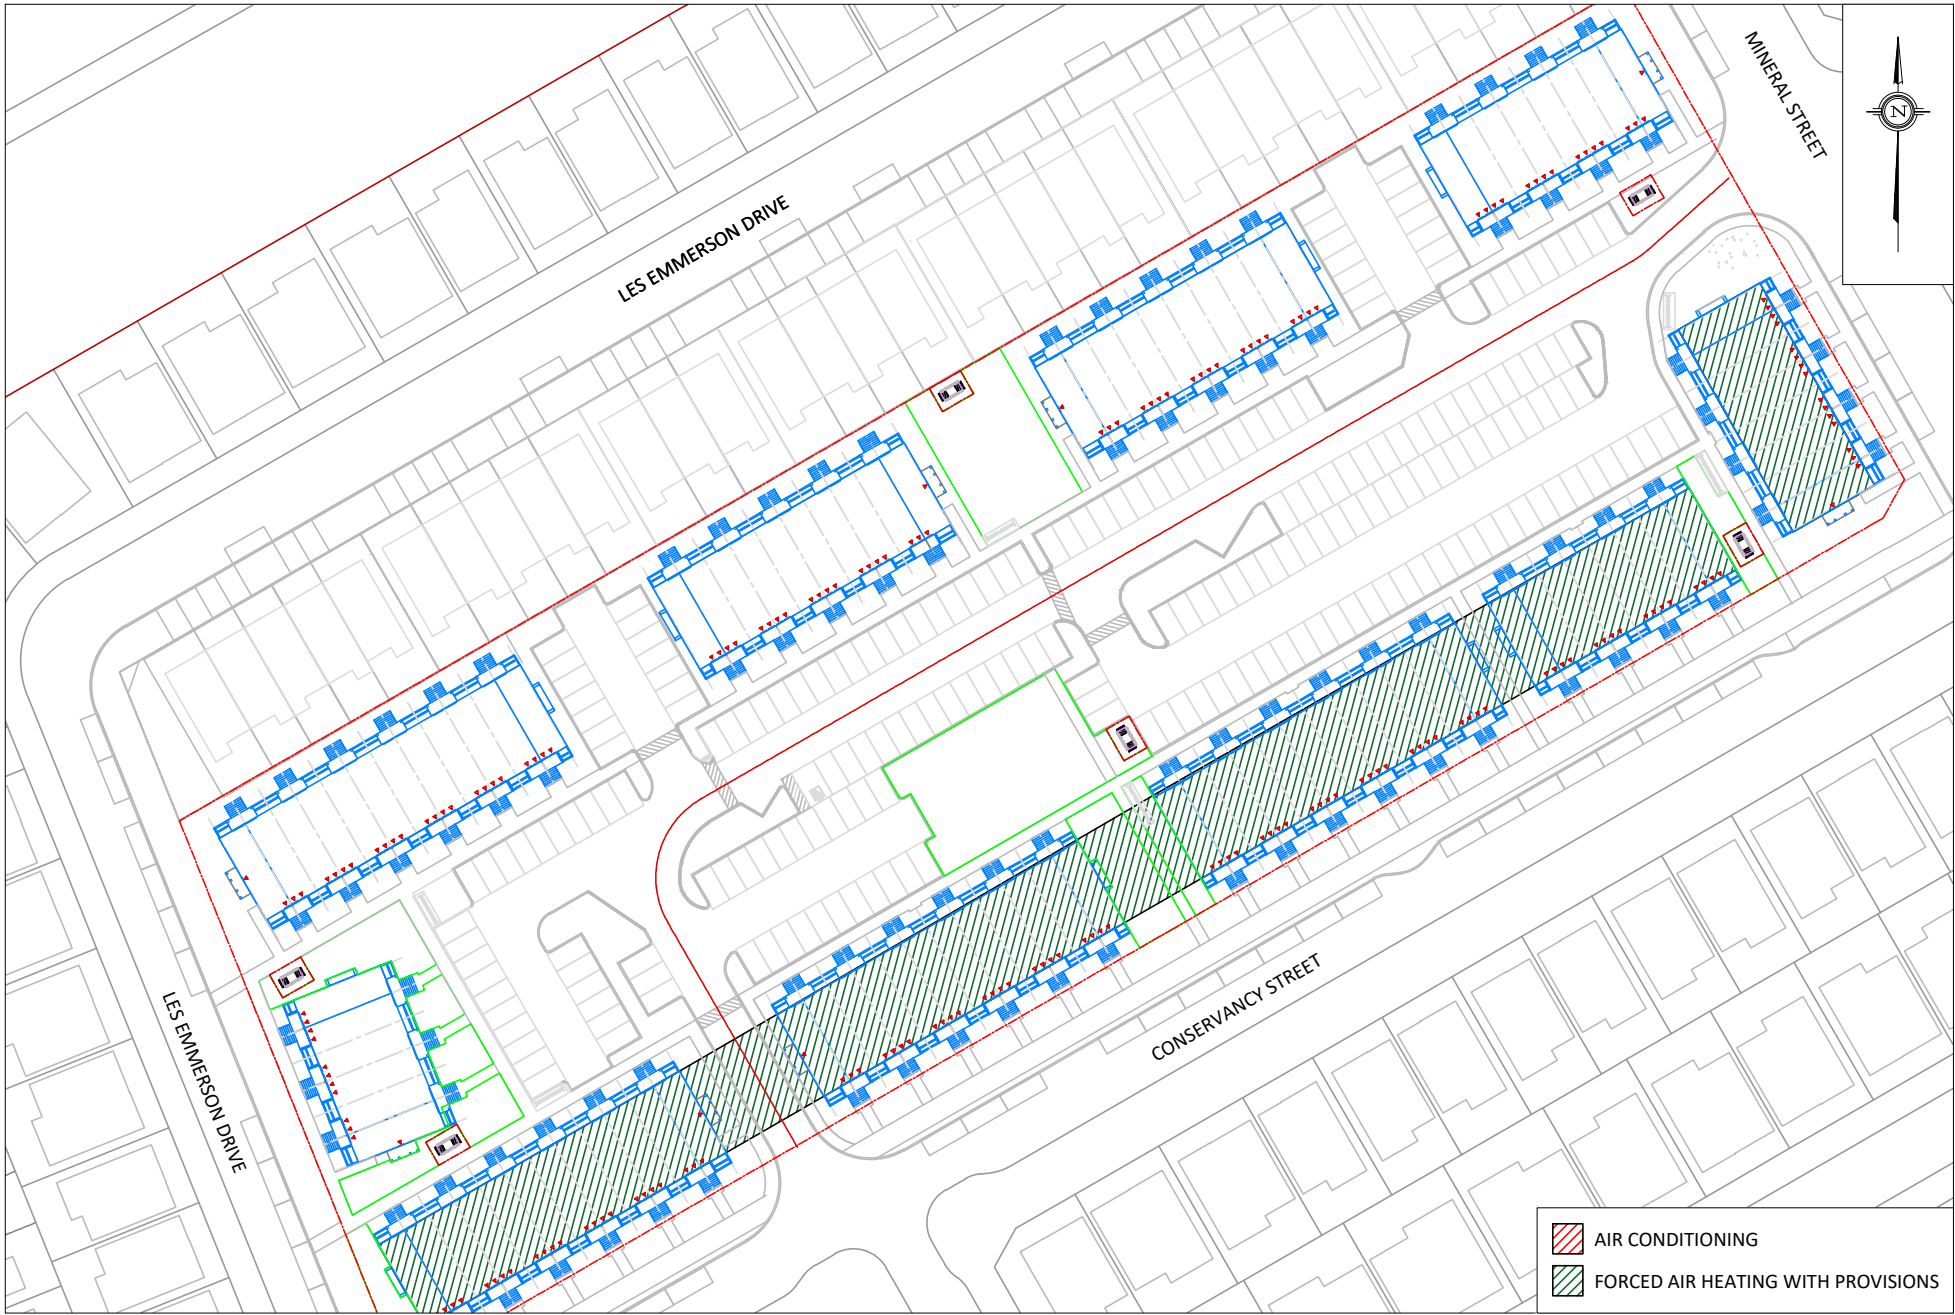 MINERAL STREET
N
LES EMMERSON DRIVE
CONSERVANCY STREET
LES EMMERSON DRIVE
AIR CONDITIONING
FORCED AIR HEATING WITH PROVISIONS